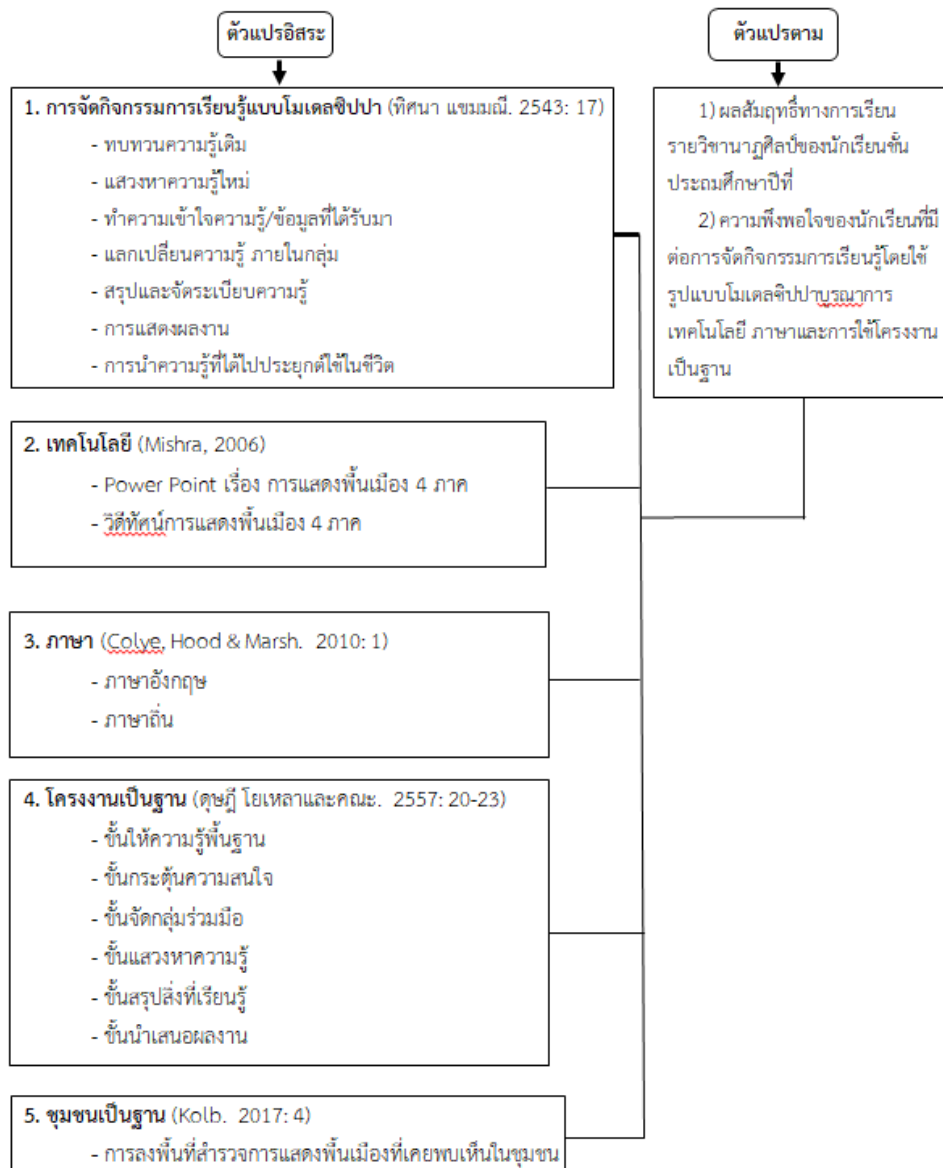 ตัวแปรอิสระ
1. การจัดกิจกรรมการเรียนรู้แบบโมเดลซิปปา (ทิศนา แขมมณี. 2543: 17)
- ทบทวนความรู้เดิม
- แสวงหาความรู้ใหม่
- ทำความเข้าใจความรู้/ข้อมูลที่ได้รับมา
- แลกเปลี่ยนความรู้ ภายในกลุ่ม
- สรุปและจัดระเบียบความรู้
- การแสดงผลงาน
- การนำความรู้ที่ได้ไปประยุกต์ใช้ในชีวิต
2. เทคโนโลยี (Mishra, 2006)
- Power Point เรื่อง การแสดงพื้นเมือง 4 ภาค
- วิดีทัศน์การแสดงพื้นเมือง 4 ภาค
3. ภาษา (Colye, Hood & Marsh. 2010: 1)
- ภาษาอังกฤษ
- ภาษาถิ่น
4. โครงงานเป็นฐาน (ดุษฎี โยเหลาและคณะ. 2557: 20-23)
- ขั้นให้ความรู้พื้นฐาน
- ขั้นกระตุ้นความสนใจ
- ขั้นจัดกลุ่มร่วมมือ
- ขั้นแสวงหาความรู้
- ขั้นสรุปสิ่งที่เรียนรู้
- ขั้นนำเสนอผลงาน
5. ชุมชนเป็นฐาน (Kolb. 2017: 4)
- การลงพื้นที่สำรวจการแสดงพื้นเมืองที่เคยพบเห็นในชุมชน
ตัวแปรตาม
1) ผลสัมฤทธิ์ทางการเรียน
รายวิชานาฏศิลป์ของนักเรียนชั้น
ประถมศึกษาปีที่
2) ความพึงพอใจของนักเรียนที่มี
ต่อการจัดกิจกรรมการเรียนรู้โดยใช้
รูปแบบโมเดลซิปปาบูรณาการ
เทคโนโลยี ภาษาและการใช้โครงงาน
เป็นฐาน